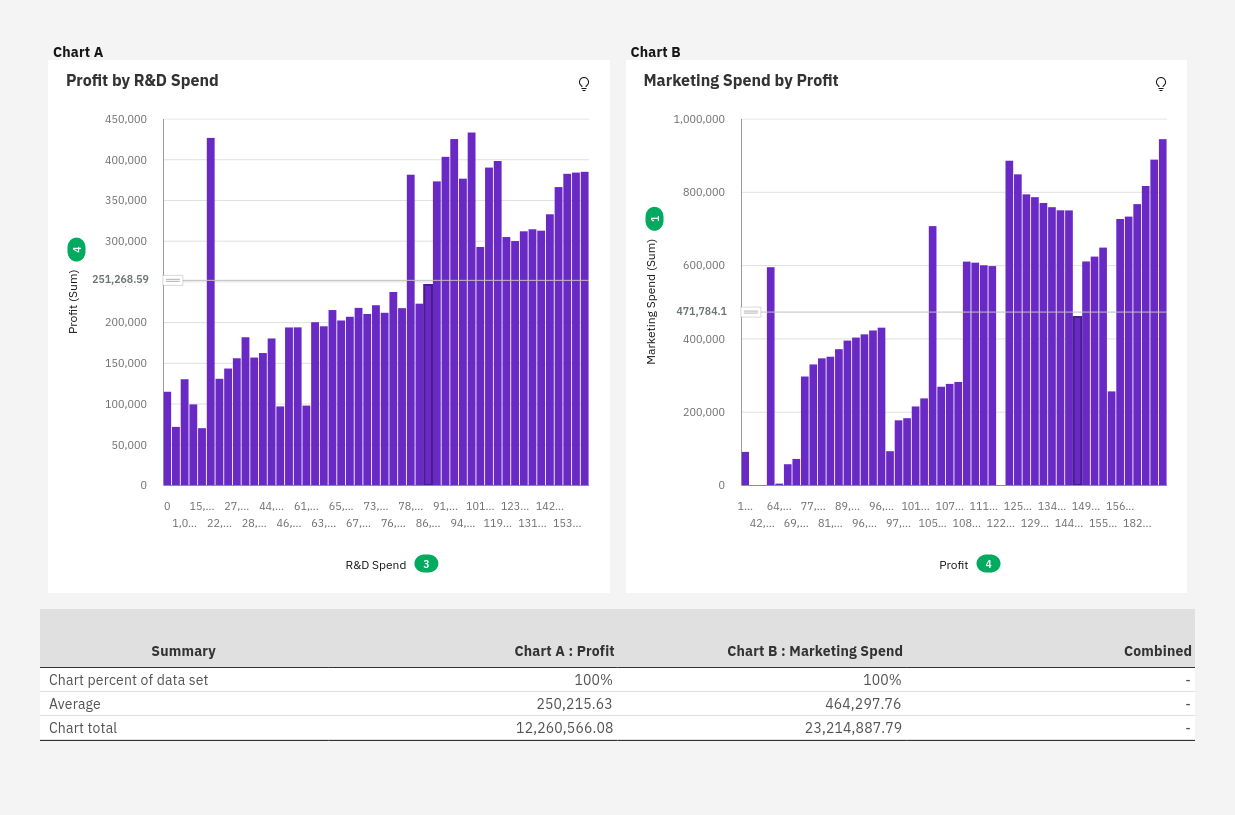 Chart A
Profit by R&D Spend
450,000
400,000
350,000
300,000
251,268.59
200,000
150,000
100,000
50,000
0
Profit (Sum) 4
0 15,... 27,... 44,... 61,... 65,... 73,... 78,... 91,... 101... 123... 142...
1,0... 22,... 28,... 46,... 63,... 67,... 76,... 86,... 94,... 119... 131... 153...
R&D Spend 3
Chart B
Marketing Spend by Profit
1,000,000
800,000
600,000
471,784.1
400,000
200,000
0
Marketing Spend (Sum) 1
1... 64,... 77,... 89,... 96,... 101... 107... 111... 125... 134... 149... 156...
42,... 69,... 81,... 96,... 97,... 105... 108... 122... 129... 144... 155... 182...
Profit 4
Summary Chart A : Profit Chart B : Marketing Spend Combined
Chart percent of data set 100% 100% -
Average 250,215.63 464,297.76 -
Chart total 12,260,566.08 23,214,887.79 -